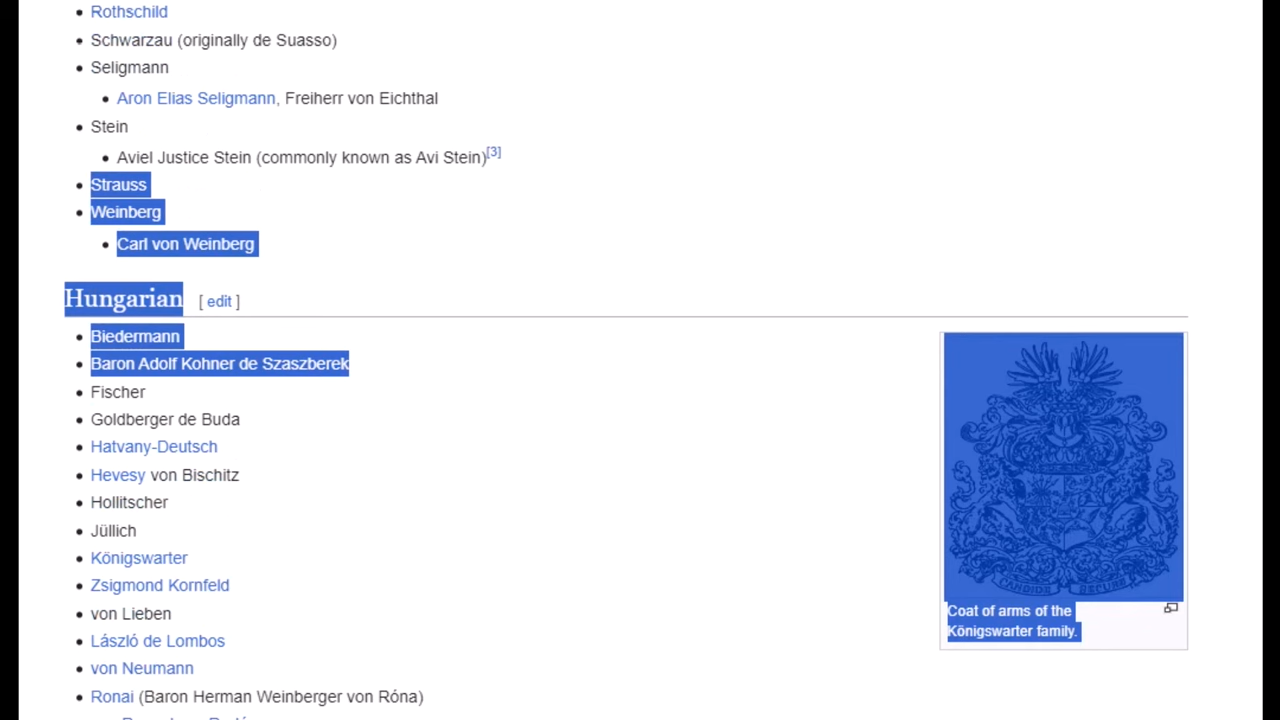 Rothschild
Schwarzau (originally de Suasso)
Seligmann
Aron Elias Seligmann, Freiherr von Eichthal
Stein
Aviel Justice Stein (commonly known as Avi Stein)[3]
Strauss
Weinberg
Carl von Weinberg
Hungarian [ edit ]
Biedermann
Baron Adolf Kohner de Szaszberek
Fischer
Goldberger de Buda
Hatvany-Deutsch
Hevesy von Bischitz
Hollitscher
Jüllich
Königswarter
Zsigmond Kornfeld
von Lieben
László de Lombos
von Neumann
Ronai (Baron Herman Weinberger von Róna)
CANDIDE SECURE
Coat of arms of the
Königswarter family.